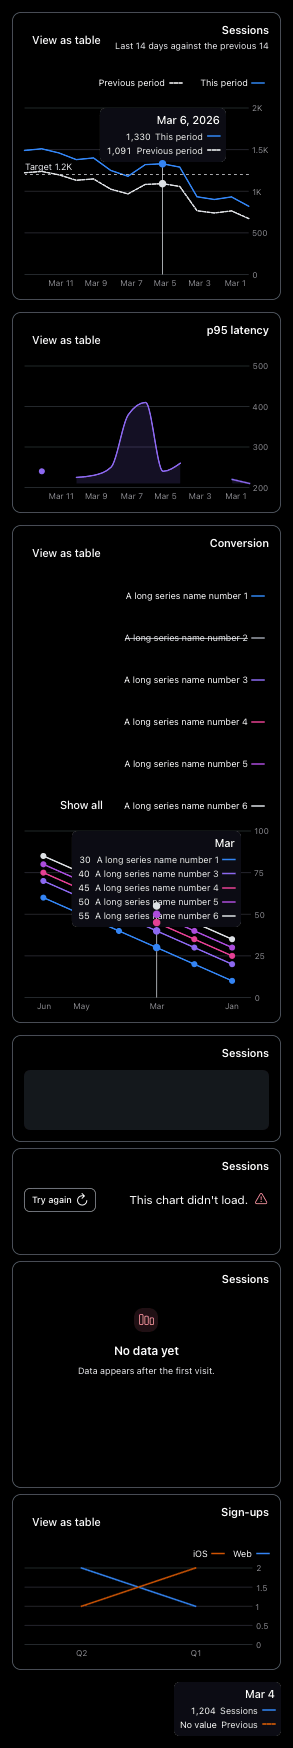 Sessions
View as table
Last 14 days against the previous 14
Previous period
This period
2K
Mar 6, 2026
1,330 This period
1.5K
1,091 Previous period
Target 1.2K
1K
500
0
Mar 11 Mar 9 Mar 7 Mar 5 Mar 3 Mar 1
p95 latency
View as table
500
400
300
200
Mar 11 Mar 9 Mar 7 Mar 5 Mar 3 Mar 1
Conversion
View as table
A long series name number 1
A long series name number 2
A long series name number 3
A long series name number 4
A long series name number 5
Show all
A long series name number 6
100
Mar
30 A long series name number 1
40 A long series name number 3
75
45 A long series name number 4
50 A long series name number 5
55 A long series name number 6
50
25
0
Jun May Mar Jan
Sessions
Sessions
Try again
This chart didn't load.
Sessions
No data yet
Data appears after the first visit.
Sign-ups
View as table
iOS
Web
2
1.5
1
0.5
0
Q2 Q1
Mar 4
1,204 Sessions
No value Previous